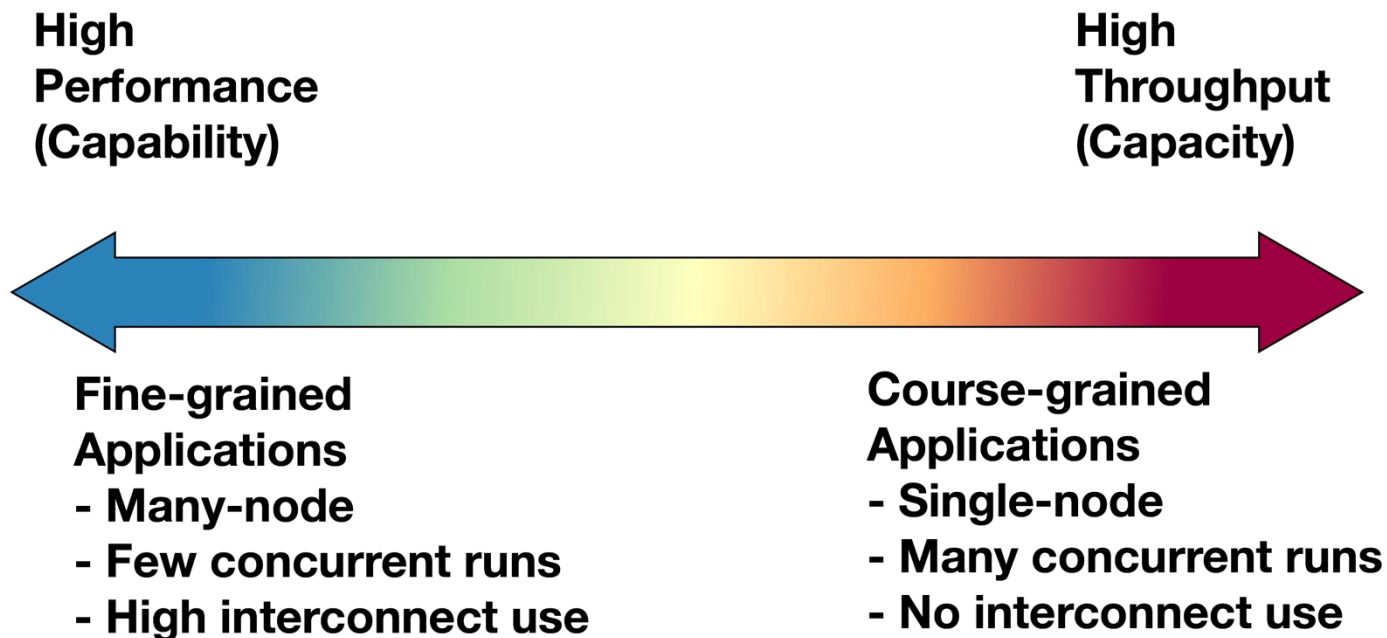 High
Performance
(Capability)
High
Throughput
(Capacity)
Fine-grained
Applications
- Many-node
- Few concurrent runs
- High interconnect use
Course-grained
Applications
- Single-node
- Many concurrent runs
- No interconnect use